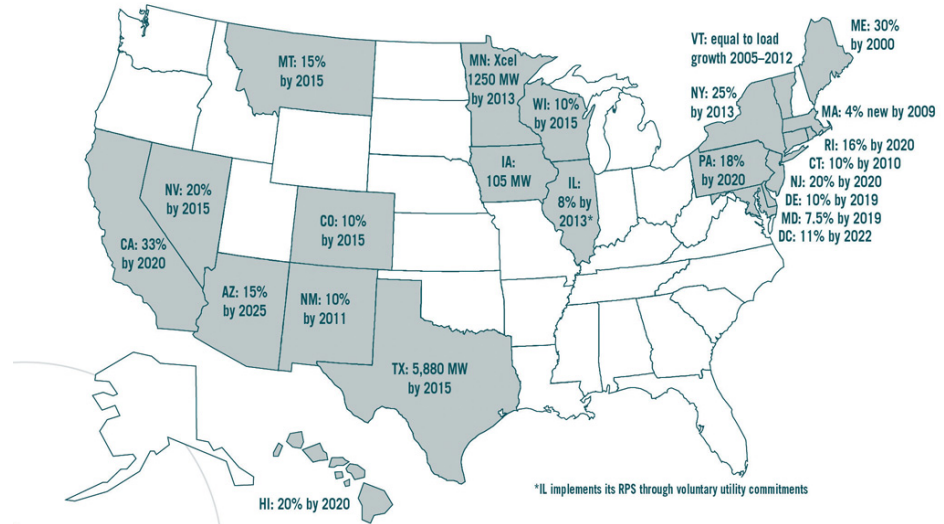 MT: 15%
by 2015
MN: Xcel
1250 MW
by 2013
WI: 10%
by 2015
IA:
105 MW
IL:
8% by
2013*
NV: 20%
by 2015
CA: 33%
by 2020
CO: 10%
by 2015
AZ: 15%
by 2025
NM: 10%
by 2011
TX: 5,880 MW
by 2015
HI: 20% by 2020
VT: equal to load
growth 2005–2012
ME: 30%
by 2000
NY: 25%
by 2013
MA: 4% new by 2009
RI: 16% by 2020
CT: 10% by 2010
PA: 18%
by 2020
NJ: 20% by 2020
DE: 10% by 2019
MD: 7.5% by 2019
DC: 11% by 2022
*IL implements its RPS through voluntary utility commitments